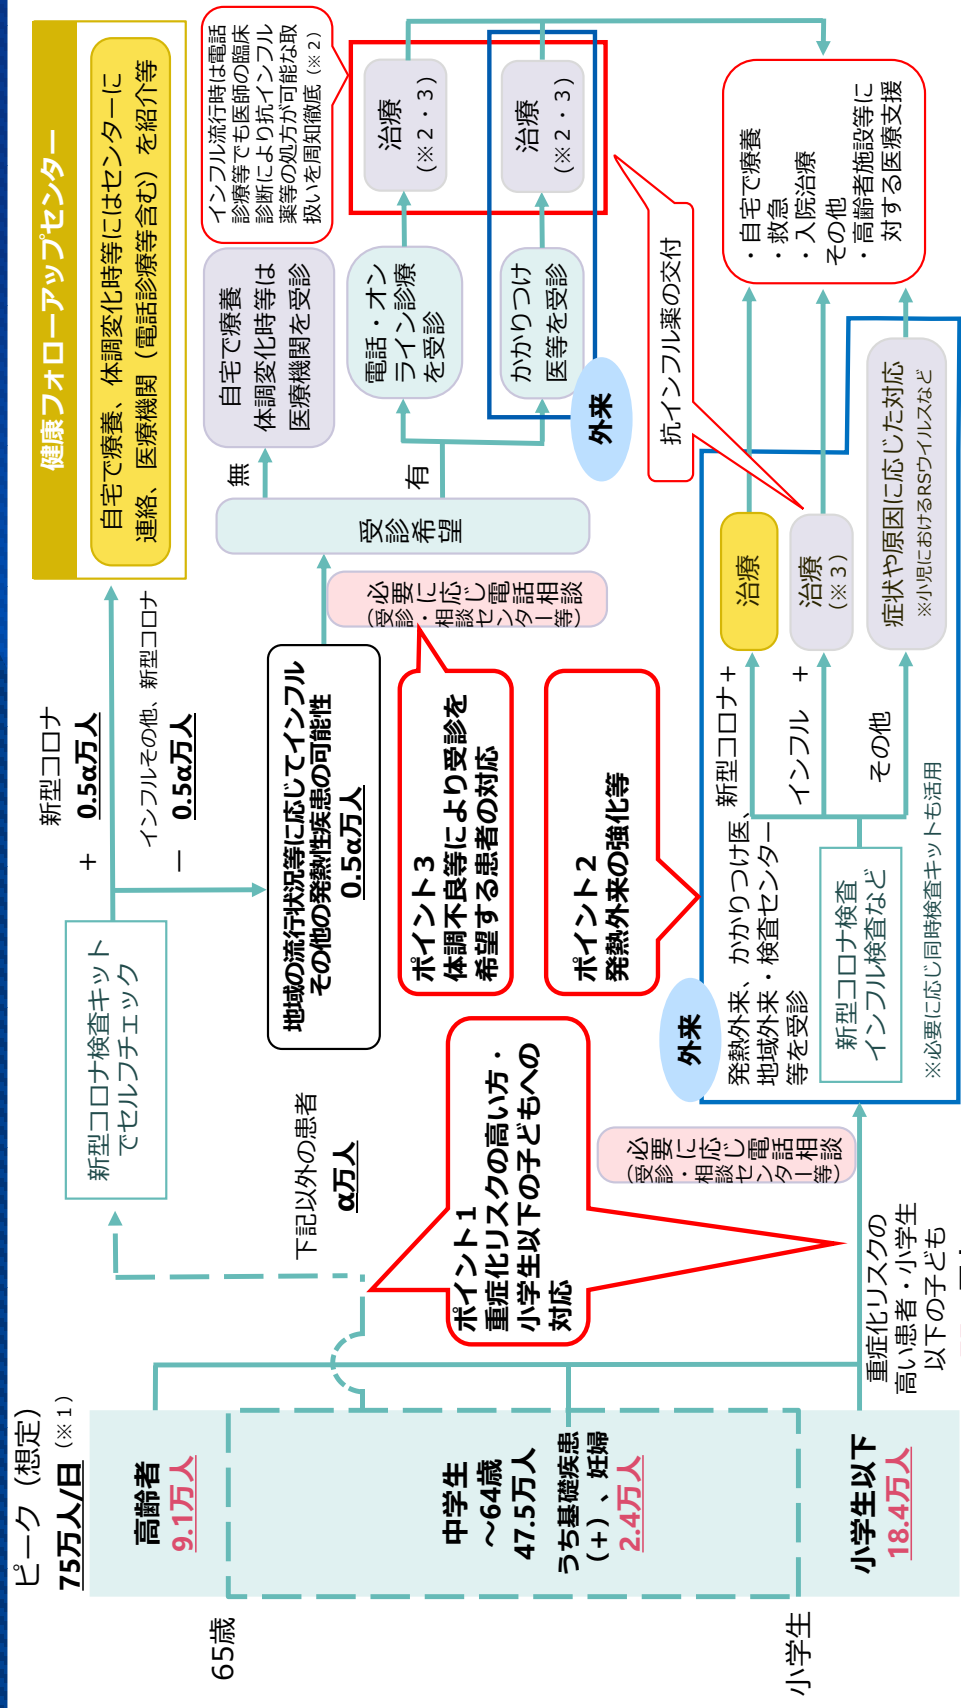 ピーク（想定）
75万人/日（※１）
65歳
小学生
高齢者
9.1万人
中学生
～64歳
47.5万人
うち基礎疾患
（＋）、妊婦
2.4万人
小学生以下
18.4万人
下記以外の患者
α万人
重症化リスクの
高い患者・小学生
以下の子ども
ポイント１
重症化リスクの高い方・
小学生以下の子どもへの
対応
新型コロナ検査キット
でセルフチェック
＋
新型コロナ
0.5α万人
インフルその他、新型コロナ
－
0.5α万人
健康フォローアップセンター
自宅で療養、体調変化時等にはセンターに
連絡、医療機関（電話診療等含む）を紹介等
地域の流行状況等に応じてインフル
その他の発熱性疾患の可能性
0.5α万人
必要に応じ電話相談
（受診・相談センター等）
ポイント３
体調不良等により受診を
希望する患者の対応
受診希望
無
有
自宅で療養
体調変化時等は
医療機関を受診
インフル流行時は電話
診療等でも医師の臨床
診断により抗インフル
薬等の処方が可能な取
扱いを周知徹底（※２）
電話・オン
ライン診療
を受診
治療
（※２・３）
かかりつけ
医等を受診
治療
（※２・３）
外来
ポイント２
発熱外来の強化等
外来
必要に応じ電話相談
（受診・相談センター等）
発熱外来、かかりつけ医、
地域外来・検査センター
等を受診
新型コロナ検査
インフル検査など
※必要に応じ同時検査キットも活用
新型コロナ＋
インフル　＋
その他
治療
治療
（※３）
症状や原因に応じた対応
※小児におけるRSウイルスなど
抗インフル薬の交付
・自宅で療養
・救急
・入院治療
その他
・高齢者施設等に
対する医療支援